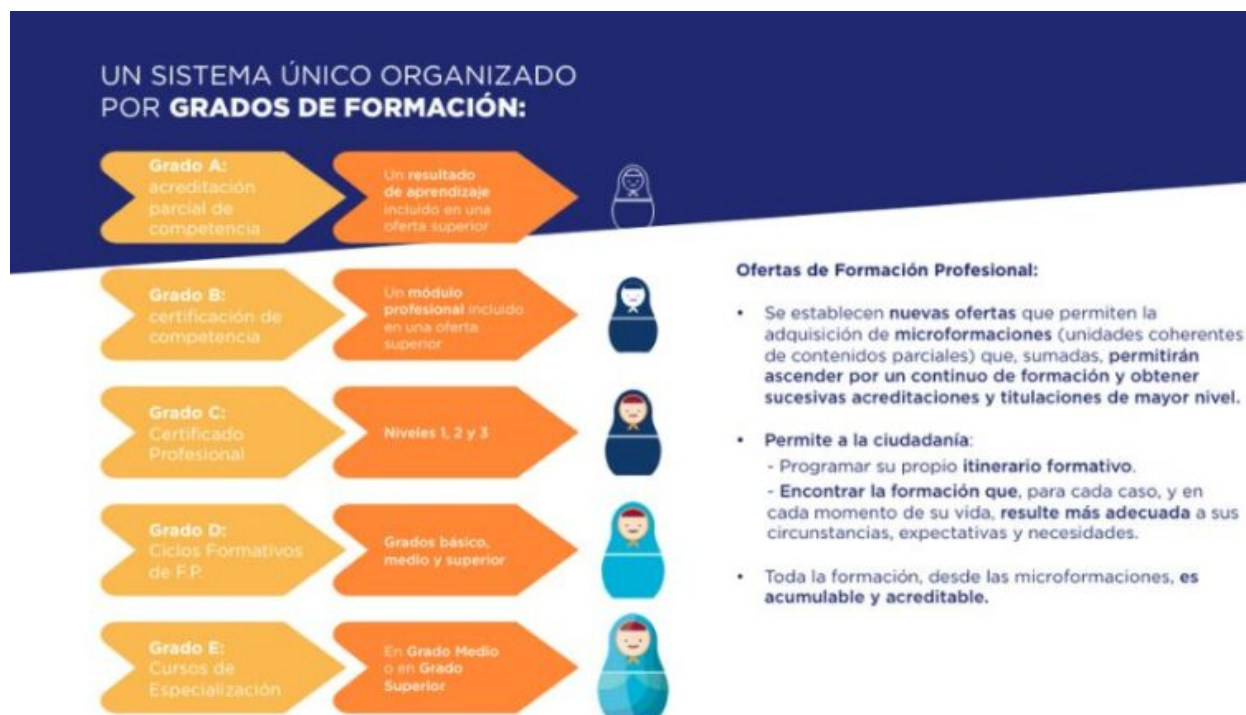 UN SISTEMA ÚNICO ORGANIZADO
POR GRADOS DE FORMACIÓN:
Grado A:
acreditación
parcial de
competencia
Un resultado
de aprendizaje
incluido en una
oferta superior
Grado B:
certificación de
competencia
Un módulo
profesional incluido
en una oferta
superior
Grado C:
Certificado
Profesional
Niveles 1, 2 y 3
Grado D:
Ciclos Formativos
de F.P.
Grados básico,
medio y superior
Grado E:
Cursos de
Especialización
En Grado Medio
o en Grado
Superior
Ofertas de Formación Profesional:
• Se establecen nuevas ofertas que permiten la
adquisición de microformaciones (unidades coherentes
de contenidos parciales) que, sumadas, permitirán
ascender por un continuo de formación y obtener
sucesivas acreditaciones y titulaciones de mayor nivel.
• Permite a la ciudadanía:
- Programar su propio itinerario formativo.
- Encontrar la formación que, para cada caso, y en
cada momento de su vida, resulte más adecuada a sus
circunstancias, expectativas y necesidades.
• Toda la formación, desde las microformaciones, es
acumulable y acreditable.